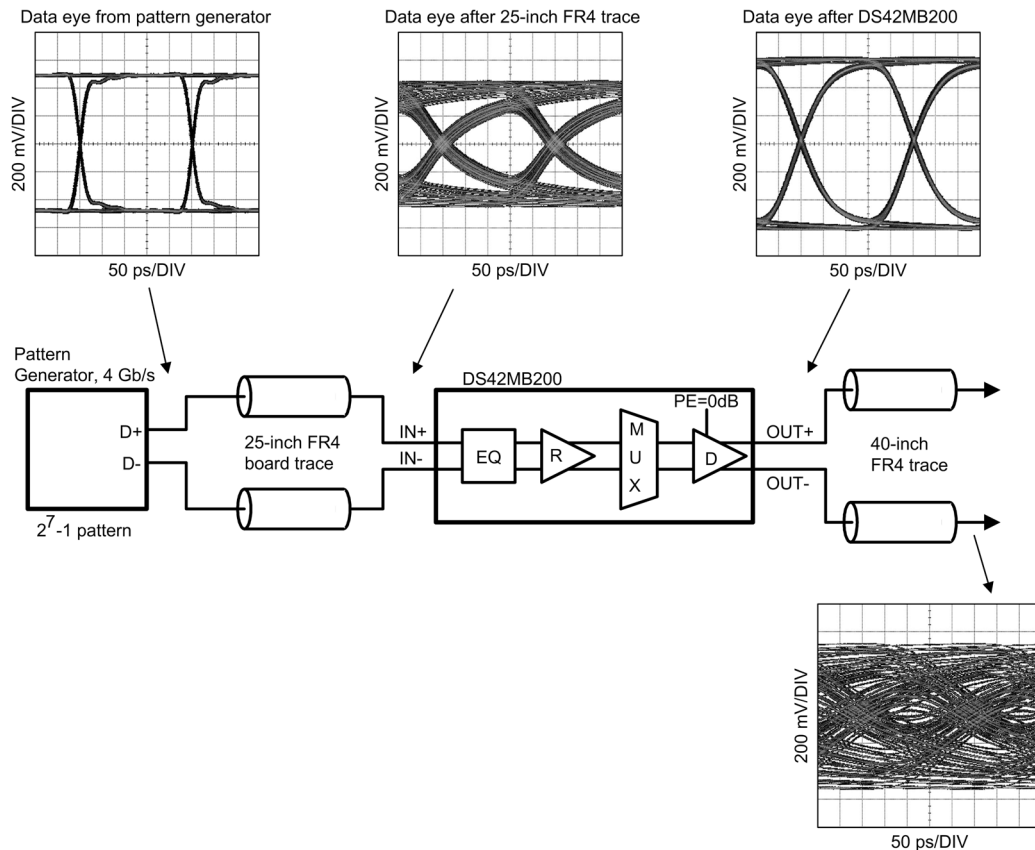 Data eye from pattern generator
Data eye after 25-inch FR4 trace
Data eye after DS42MB200
200 mV/DIV
200 mV/DIV
200 mV/DIV
50 ps/DIV
50 ps/DIV
50 ps/DIV
Pattern
Generator, 4 Gb/s
DS42MB200
PE=0dB
D+
D-
25-inch FR4
board trace
IN+
IN-
EQ
R
M
U
X
D
OUT+
OUT-
40-inch
FR4 trace
2⁷-1 pattern
200 mV/DIV
50 ps/DIV